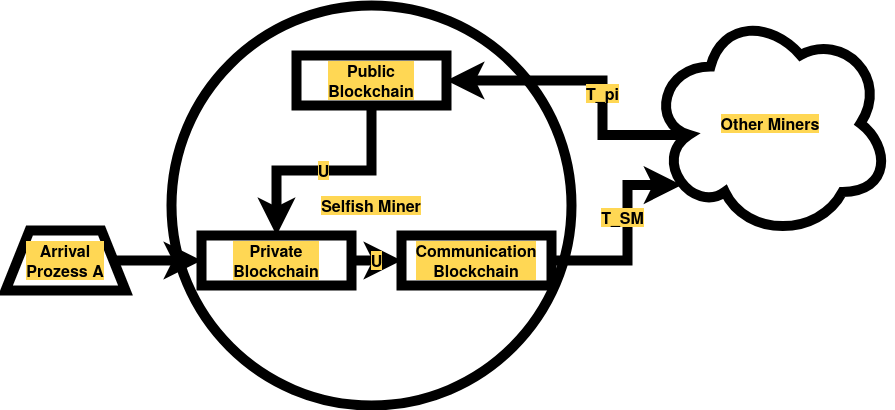 Public
Blockchain
T_pi
Other Miners
U
Selfish Miner
T_SM
Arrival
Prozess A
Private
Blockchain
U
Communication
Blockchain